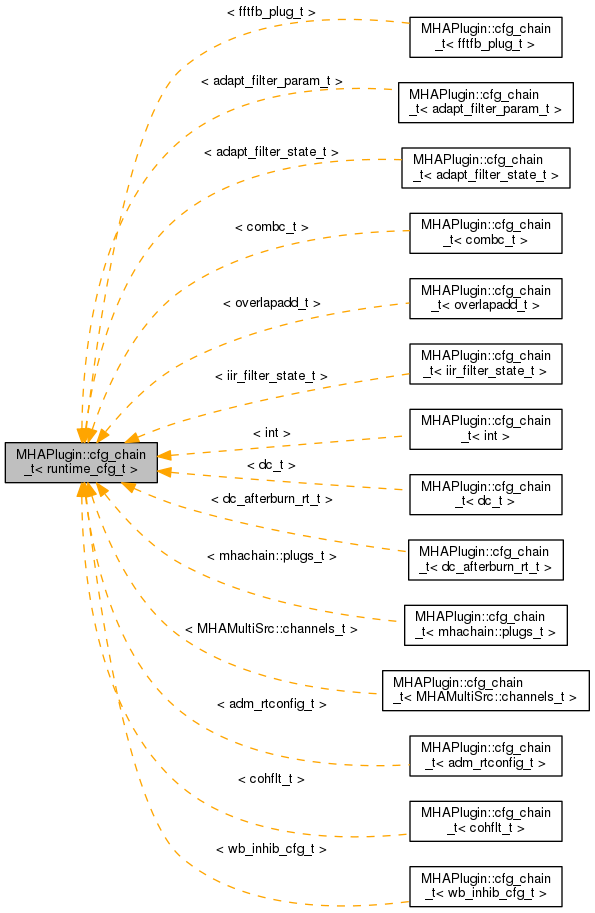 < fftfb_plug_t >
MHAPlugin::cfg_chain
_t< fftfb_plug_t >
< adapt_filter_param_t >
MHAPlugin::cfg_chain
_t< adapt_filter_param_t >
< adapt_filter_state_t >
MHAPlugin::cfg_chain
_t< adapt_filter_state_t >
< combc_t >
MHAPlugin::cfg_chain
_t< combc_t >
< overlapadd_t >
MHAPlugin::cfg_chain
_t< overlapadd_t >
< iir_filter_state_t >
MHAPlugin::cfg_chain
_t< iir_filter_state_t >
< int >
MHAPlugin::cfg_chain
_t< int >
MHAPlugin::cfg_chain
_t< runtime_cfg_t >
< dc_t >
MHAPlugin::cfg_chain
_t< dc_t >
< dc_afterburn_rt_t >
MHAPlugin::cfg_chain
_t< dc_afterburn_rt_t >
< mhachain::plugs_t >
MHAPlugin::cfg_chain
_t< mhachain::plugs_t >
< MHAMultiSrc::channels_t >
MHAPlugin::cfg_chain
_t< MHAMultiSrc::channels_t >
< adm_rtconfig_t >
MHAPlugin::cfg_chain
_t< adm_rtconfig_t >
< cohflt_t >
MHAPlugin::cfg_chain
_t< cohflt_t >
< wb_inhib_cfg_t >
MHAPlugin::cfg_chain
_t< wb_inhib_cfg_t >